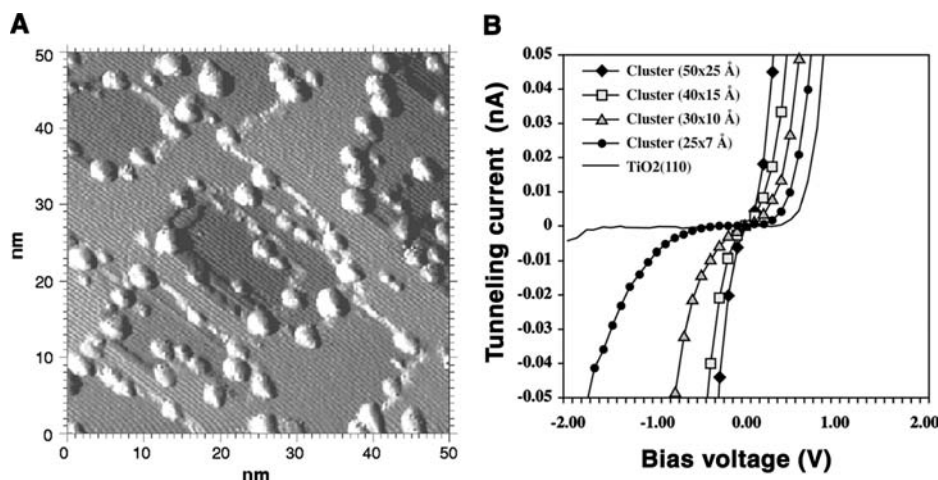 A
50
40
30
20
10
0
nm
0 10 20 30 40 50
nm
B
0.05
0.04
0.03
0.02
0.01
0
-0.01
-0.02
-0.03
-0.04
-0.05
Tunneling current (nA)
Cluster (50x25 Å)
Cluster (40x15 Å)
Cluster (30x10 Å)
Cluster (25x7 Å)
TiO2(110)
-2.00 -1.00 0.00 1.00 2.00
Bias voltage (V)